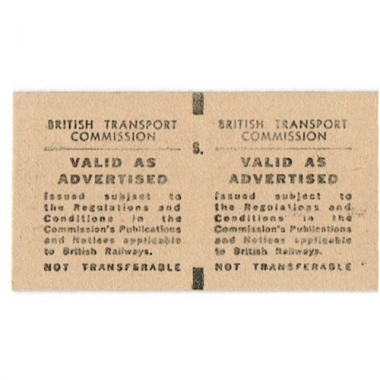 BRITISH TRANSPORT
COMMISSION
VALID AS
ADVERTISED
Issued subject to
the Regulations and
Conditions in the
Commission's Publications
and Notices applicable
to British Railways.
NOT TRANSFERABLE
S.
BRITISH TRANSPORT
COMMISSION
VALID AS
ADVERTISED
Issued subject to
the Regulations and
Conditions in the
Commission's Publications
and Notices applicable
to British Railways.
NOT TRANSFERABLE